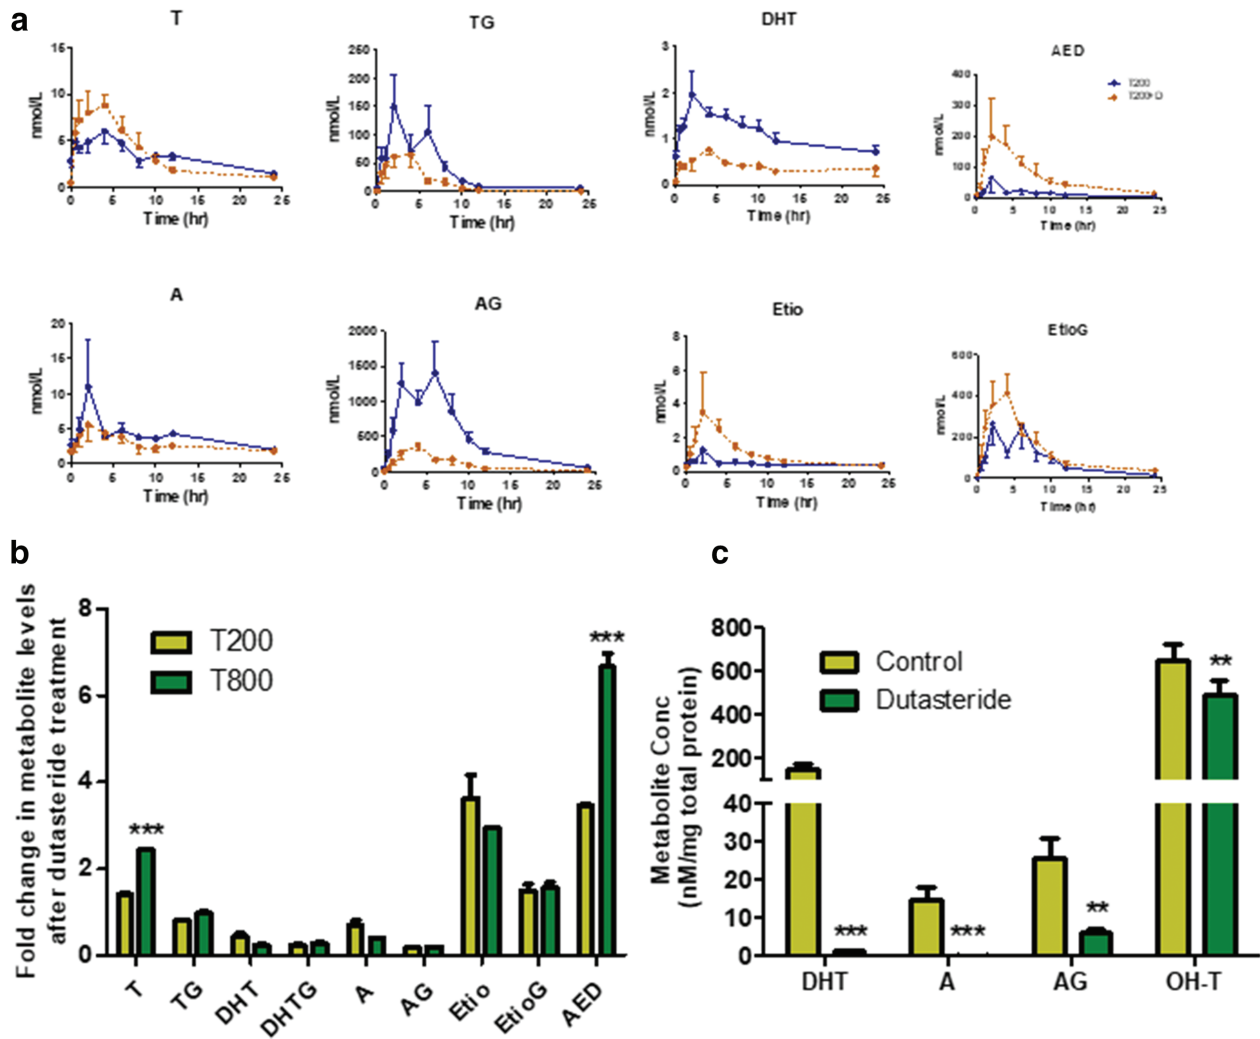 a
T
nmol/L
15
10
5
0
0 5 10 15 20 25
Time (hr)
TG
nmol/L
250
200
150
100
50
0
0 5 10 15 20 25
Time (hr)
DHT
nmol/L
3
2
1
0
0 5 10 15 20 25
Time (hr)
AED
nmol/L
400
300
200
100
0
0 5 10 15 20 25
Time (hr)
T200
T200+D
A
nmol/L
20
15
10
5
0
0 5 10 15 20 25
Time (hr)
AG
nmol/L
2000
1500
1000
500
0
0 5 10 15 20 25
Time (hr)
Etio
nmol/L
8
6
4
2
0
0 5 10 15 20 25
Time (hr)
EtioG
nmol/L
600
400
200
0
0 5 10 15 20 25
Time (hr)
b
Fold change in metabolite levels
after dutasteride treatment
8
6
4
2
0
T200
T800
***
***
T TG DHT DHTG A AG Etio EtioG AED
c
Metabolite Conc
(nM/mg total protein)
800
600
400
200
40
30
20
10
0
Control
Dutasteride
***
***
**
**
DHT A AG OH-T